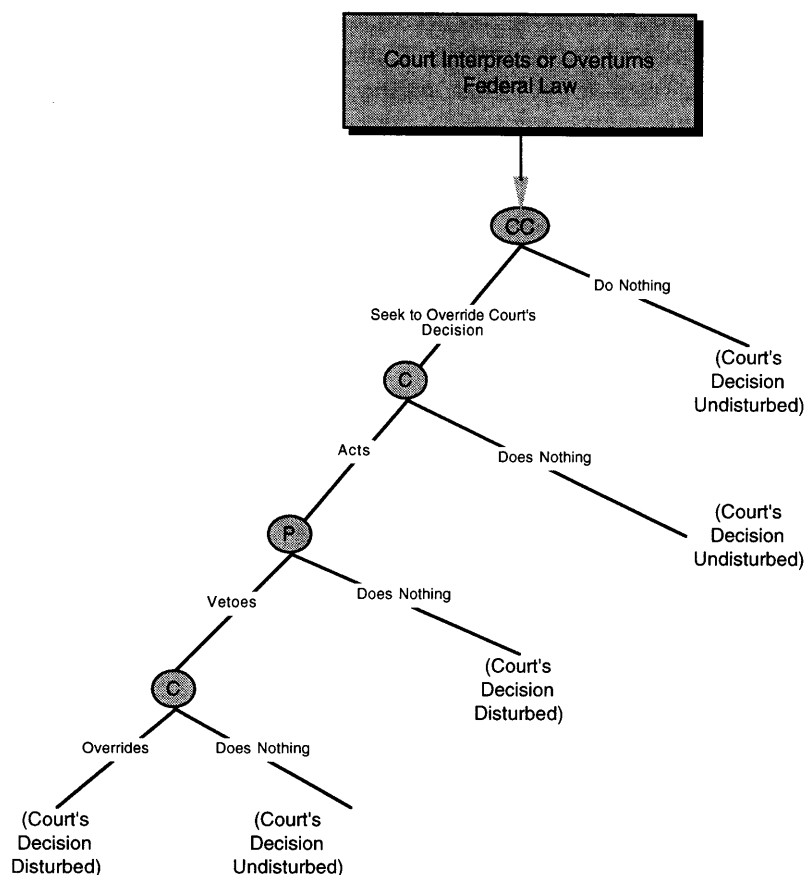 Court Interprets or Overturns
Federal Law
CC
Do Nothing
Seek to Override Court's
Decision
(Court's
Decision
Undisturbed)
C
Acts
Does Nothing
(Court's
Decision
Undisturbed)
P
Vetoes
Does Nothing
(Court's
Decision
Disturbed)
C
Overrides
Does Nothing
(Court's
Decision
Disturbed)
(Court's
Decision
Undisturbed)